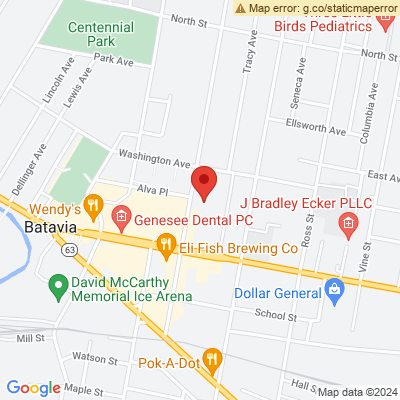 Map error: g.co/staticmaperror
Centennial
Park
North St
Birds Pediatrics
Park Ave
Lincoln Ave
Lewis Ave
Tracy Ave
Seneca Ave
Columbia Ave
Ellsworth Ave
Dellinger Ave
Washington Ave
East Av
Alva Pl
Wendy's
Genesee Dental PC
J Bradley Ecker PLLC
Batavia
63
Eli-Fish Brewing Co
Ross St
Vine St
David McCarthy
Memorial Ice Arena
Dollar General
School St
Mill St
Watson St
Pok-A-Dot
Maple St
Hall S
Google
Map data ©2024